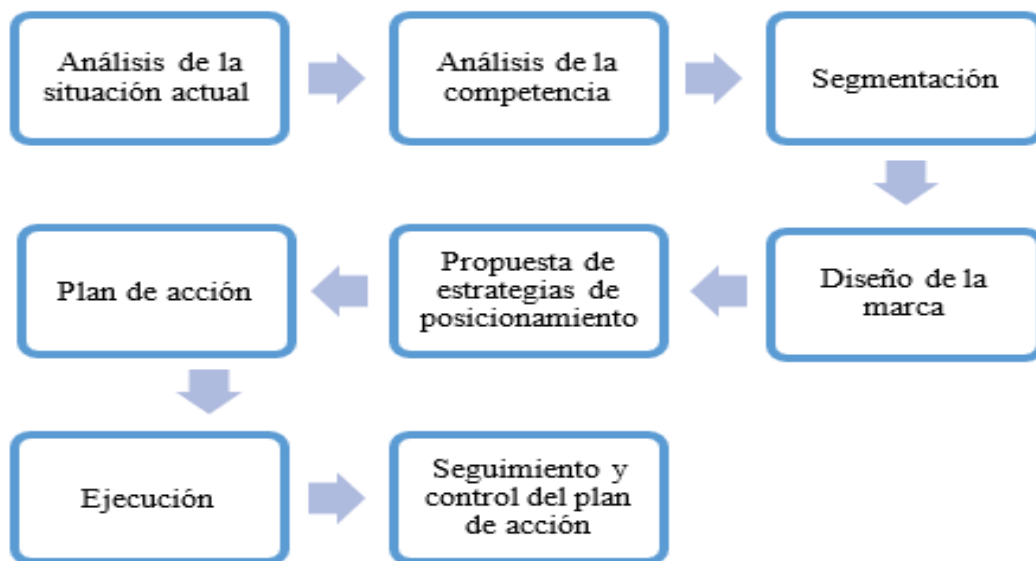 Análisis de la
situación actual
Análisis de la
competencia
Segmentación
Diseño de la
marca
Propuesta de
estrategias de
posicionamiento
Plan de acción
Ejecución
Seguimiento y
control del plan
de acción